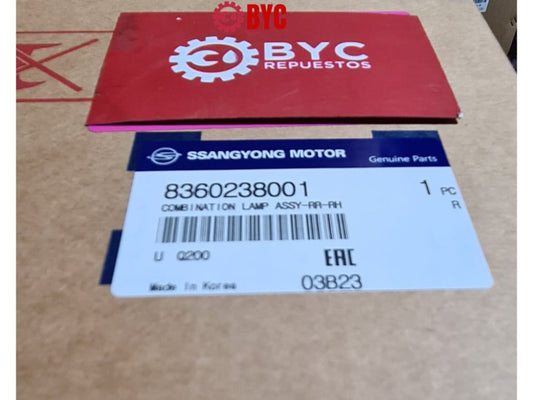 BYC
BYC
REPUESTOS
SSANGYONG MOTOR
Genuine Parts
8360238001
1 PC
COMBINATION LAMP ASSY-RR-RH
R
U Q200
EAC
03B23
Made In Korea